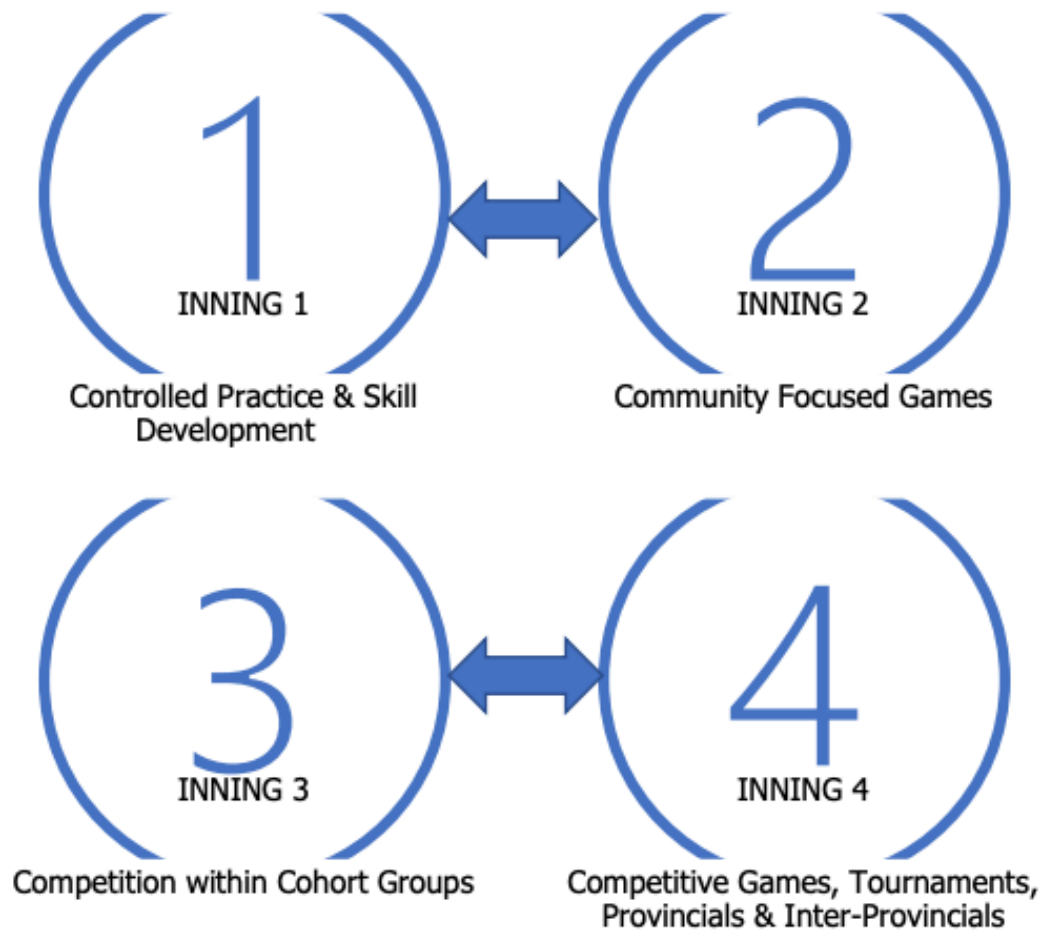 1
INNING 1
Controlled Practice & Skill
Development
2
INNING 2
Community Focused Games
3
INNING 3
Competition within Cohort Groups
4
INNING 4
Competitive Games, Tournaments,
Provincials & Inter-Provincials